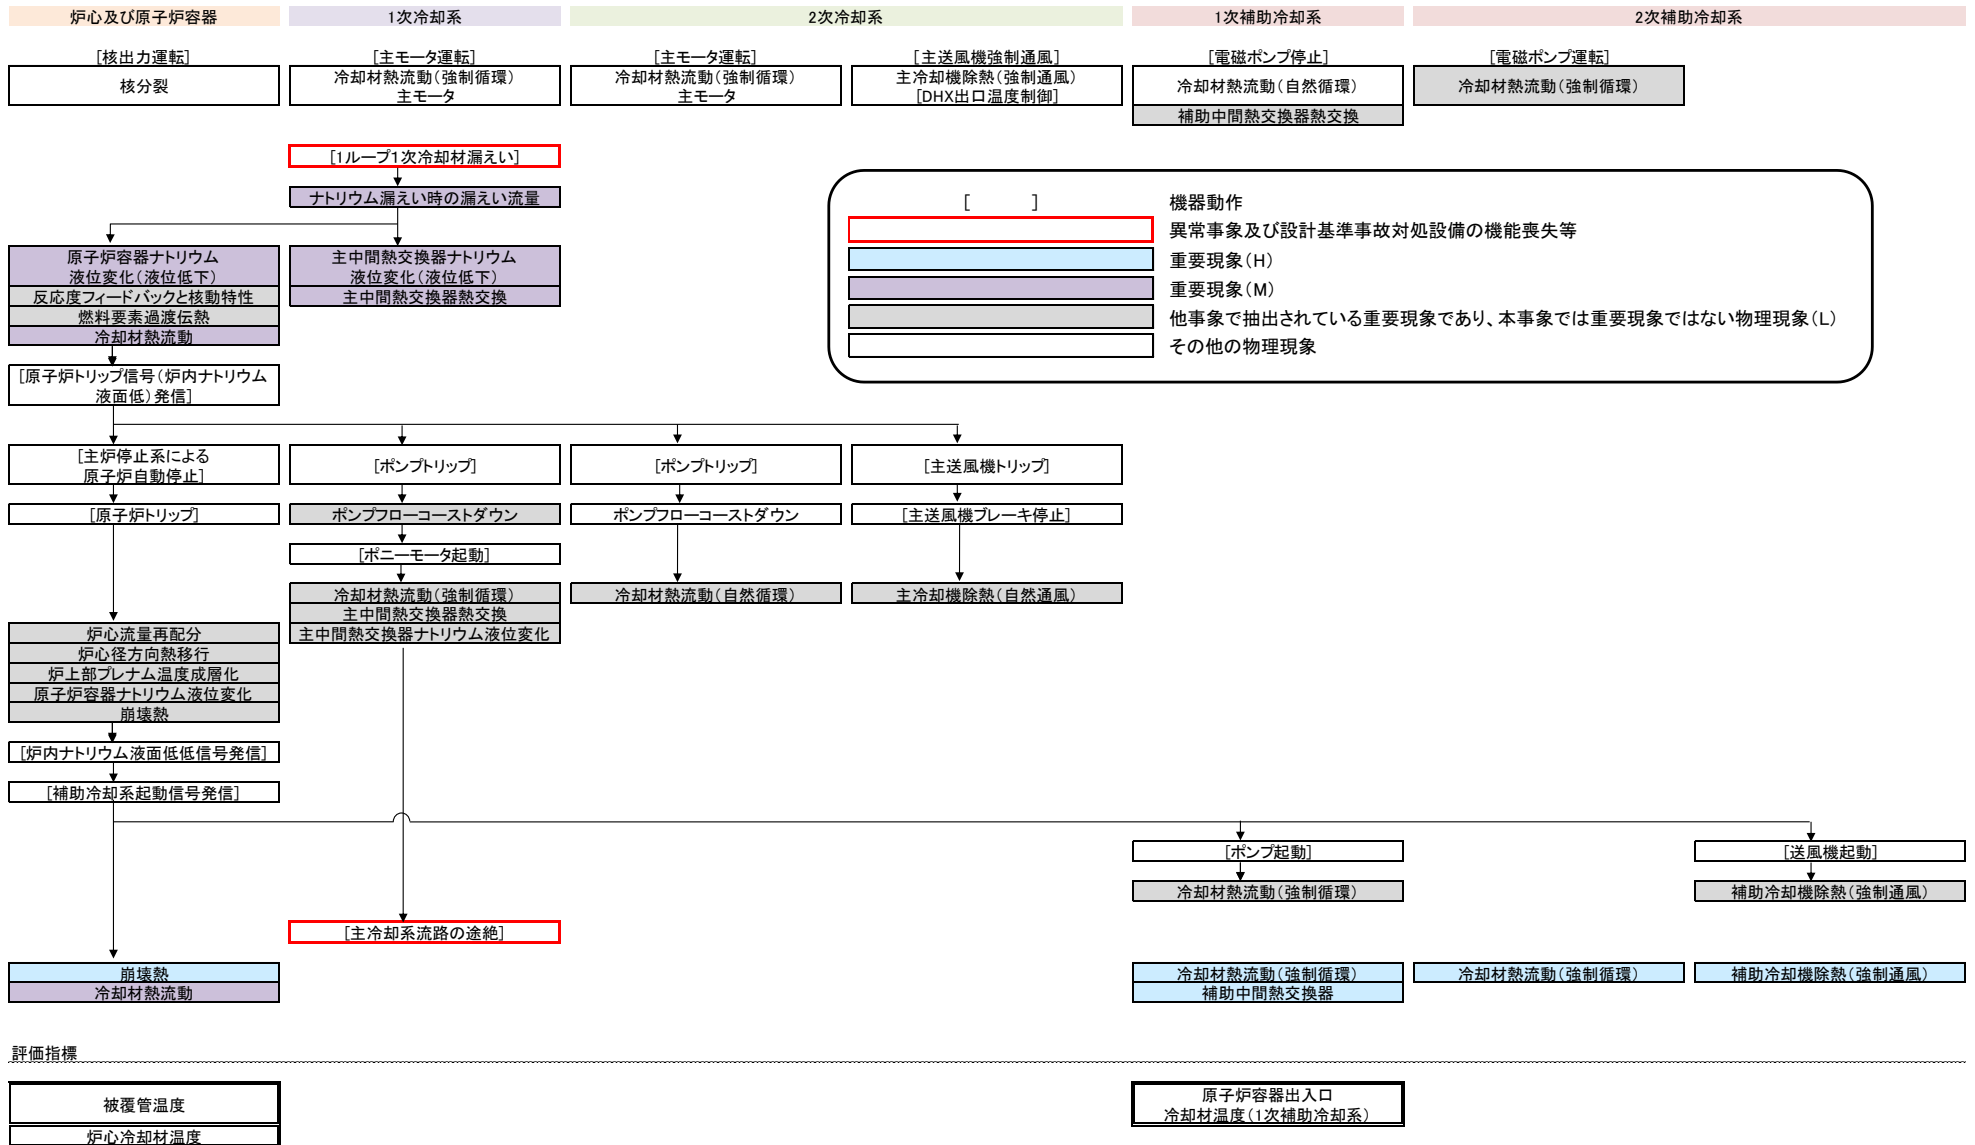 炉心及び原子炉容器
1次冷却系
2次冷却系
1次補助冷却系
2次補助冷却系
[核出力運転]
[主モータ運転]
[主モータ運転]
[主送風機強制通風]
[電磁ポンプ停止]
[電磁ポンプ運転]
核分裂
冷却材熱流動(強制循環)
主モータ
冷却材熱流動(強制循環)
主モータ
主冷却機除熱(強制通風)
[DHX出口温度制御]
冷却材熱流動(自然循環)
冷却材熱流動(強制循環)
補助中間熱交換器熱交換
[1ループ1次冷却材漏えい]
ナトリウム漏えい時の漏えい流量
[ ]
機器動作
異常事象及び設計基準事故対処設備の機能喪失等
重要現象(H)
重要現象(M)
他事象で抽出されている重要現象であり、本事象では重要現象ではない物理現象(L)
その他の物理現象
原子炉容器ナトリウム
液位変化(液位低下)
主中間熱交換器ナトリウム
液位変化(液位低下)
反応度フィードバックと核動特性
主中間熱交換器熱交換
燃料要素過渡伝熱
冷却材熱流動
[原子炉トリップ信号(炉内ナトリウム
液面低)発信]
[主炉停止系による
原子炉自動停止]
[ポンプトリップ]
[ポンプトリップ]
[主送風機トリップ]
[原子炉トリップ]
ポンプフローコーストダウン
ポンプフローコーストダウン
[主送風機ブレーキ停止]
[ポニーモータ起動]
冷却材熱流動(強制循環)
冷却材熱流動(自然循環)
主冷却機除熱(自然通風)
主中間熱交換器熱交換
主中間熱交換器ナトリウム液位変化
炉心流量再配分
炉心径方向熱移行
炉上部プレナム温度成層化
原子炉容器ナトリウム液位変化
崩壊熱
[炉内ナトリウム液面低低信号発信]
[補助冷却系起動信号発信]
[ポンプ起動]
[送風機起動]
冷却材熱流動(強制循環)
補助冷却機除熱(強制通風)
[主冷却系流路の途絶]
崩壊熱
冷却材熱流動(強制循環)
冷却材熱流動(強制循環)
補助冷却機除熱(強制通風)
冷却材熱流動
補助中間熱交換器
評価指標
被覆管温度
原子炉容器出入口
冷却材温度(1次補助冷却系)
炉心冷却材温度